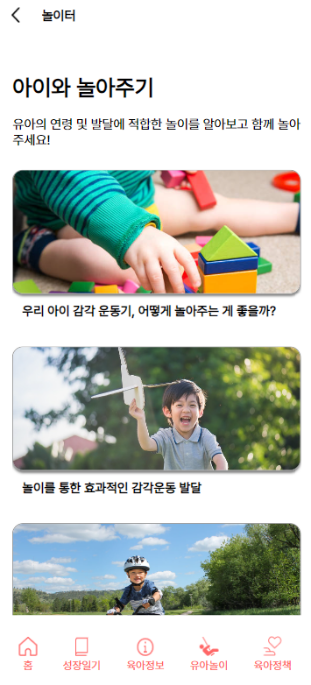 놀이터
아이와 놀아주기
유아의 연령 및 발달에 적합한 놀이를 알아보고 함께 놀아
주세요!
우리 아이 감각 운동기, 어떻게 놀아주는 게 좋을까?
놀이를 통한 효과적인 감각운동 발달
홈
성장일기
육아정보
유아놀이
육아정책